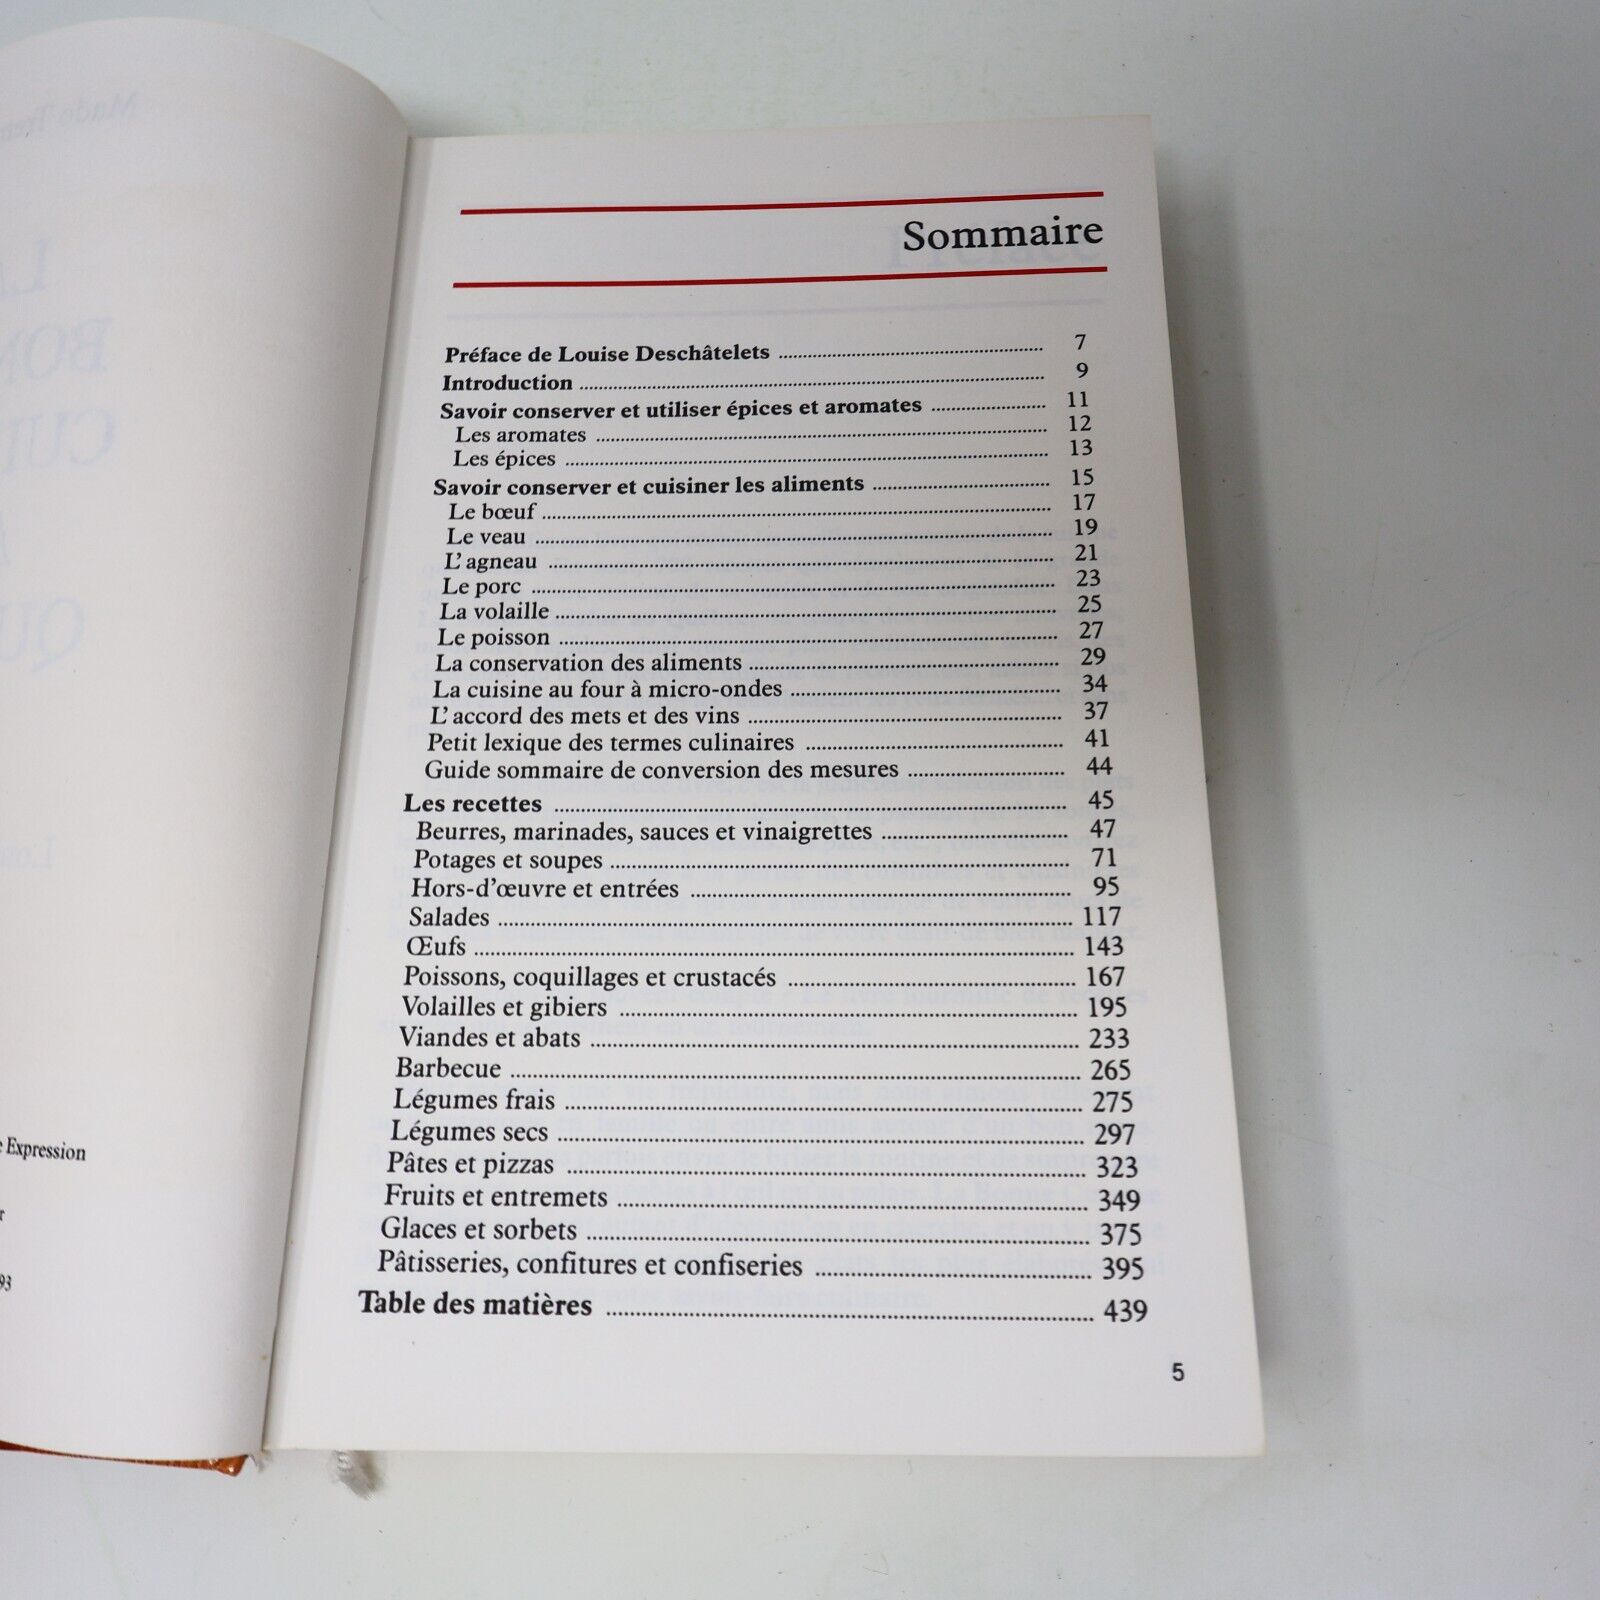 e Expression
r
93
Sommaire
Préface de Louise Deschâtelets 7
Introduction 9
Savoir conserver et utiliser épices et aromates 11
Les aromates 12
Les épices 13
Savoir conserver et cuisiner les aliments 15
Le bœuf 17
Le veau 19
L'agneau 21
Le porc 23
La volaille 25
Le poisson 27
La conservation des aliments 29
La cuisine au four à micro-ondes 34
L'accord des mets et des vins 37
Petit lexique des termes culinaires 41
Guide sommaire de conversion des mesures 44
Les recettes 45
Beurres, marinades, sauces et vinaigrettes 47
Potages et soupes 71
Hors-d'œuvre et entrées 95
Salades 117
Œufs 143
Poissons, coquillages et crustacés 167
Volailles et gibiers 195
Viandes et abats 233
Barbecue 265
Légumes frais 275
Légumes secs 297
Pâtes et pizzas 323
Fruits et entremets 349
Glaces et sorbets 375
Pâtisseries, confitures et confiseries 395
Table des matières 439
5